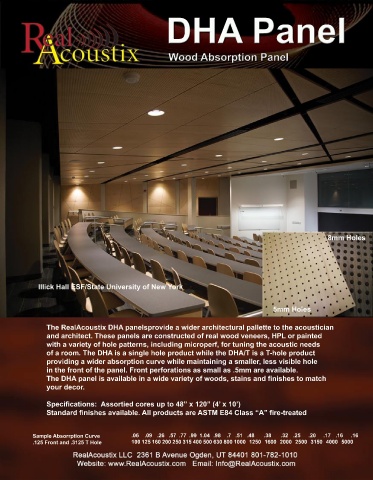 Real Acoustix
DHA Panel
Wood Absorption Panel
.8mm Holes
Illick Hall ESF/State University of New York
5mm Holes
The RealAcoustix DHA panelsprovide a wider architectural pallette to the acoustician
and architect. These panels are constructed of real wood veneers, HPL or painted
with a variety of hole patterns, including microperf, for tuning the acoustic needs
of a room. The DHA is a single hole product while the DHA/T is a T-hole product
providing a wider absorption curve while maintaining a smaller, less visible hole
in the front of the panel. Front perforations as small as .5mm are available.
The DHA panel is available in a wide variety of woods, stains and finishes to match
your decor.
Specifications: Assorted cores up to 48" x 120" (4' x 10')
Standard finishes available. All products are ASTM E84 Class "A" fire-treated
Sample Absorption Curve .06 .09 .26 .57 .77 .99 1.04 .98 .7 .51 .48 .38 .32 .25 .20 .17 .16 .16
.125 Front and .3125 T Hole 100 125 160 200 250 315 400 500 630 800 1000 1250 1600 2000 2500 3150 4000 5000
RealAcoustix LLC 2361 B Avenue Ogden, UT 84401 801-782-1010
Website: www.RealAcoustix.com Email: Info@RealAcoustix.com